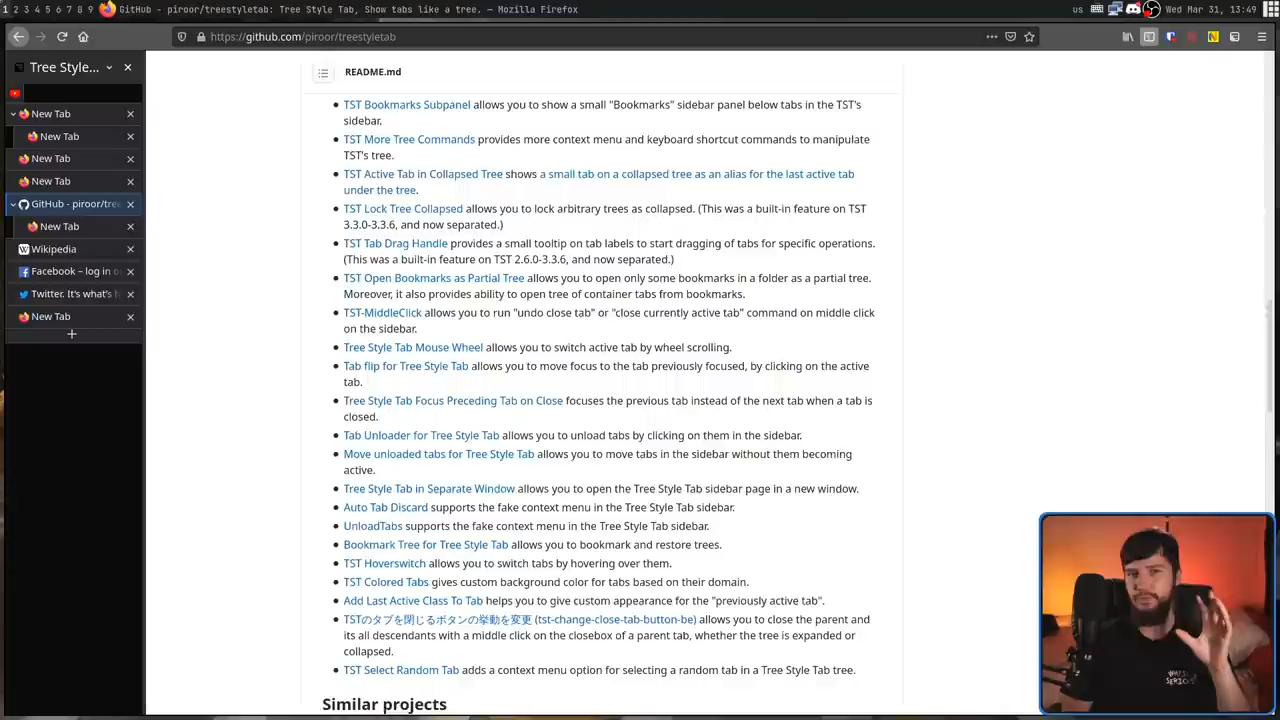 1 2 3 4 5 6 7 8 9 GitHub - piroor/treestyletab: Tree Style Tab, Show tabs like a tree. — Mozilla Firefox
us Wed Mar 31, 13:49
https://github.com/piroor/treestyletab
Tree Style...
New Tab
New Tab
New Tab
New Tab
GitHub - piroor/tree
New Tab
Wikipedia
Facebook – log in o
Twitter. It's what's h
New Tab
README.md
TST Bookmarks Subpanel allows you to show a small "Bookmarks" sidebar panel below tabs in the TST's
sidebar.
TST More Tree Commands provides more context menu and keyboard shortcut commands to manipulate
TST's tree.
TST Active Tab in Collapsed Tree shows a small tab on a collapsed tree as an alias for the last active tab
under the tree.
TST Lock Tree Collapsed allows you to lock arbitrary trees as collapsed. (This was a built-in feature on TST
3.3.0-3.3.6, and now separated.)
TST Tab Drag Handle provides a small tooltip on tab labels to start dragging of tabs for specific operations.
(This was a built-in feature on TST 2.6.0-3.3.6, and now separated.)
TST Open Bookmarks as Partial Tree allows you to open only some bookmarks in a folder as a partial tree.
Moreover, it also provides ability to open tree of container tabs from bookmarks.
TST-MiddleClick allows you to run "undo close tab" or "close currently active tab" command on middle click
on the sidebar.
Tree Style Tab Mouse Wheel allows you to switch active tab by wheel scrolling.
Tab flip for Tree Style Tab allows you to move focus to the tab previously focused, by clicking on the active
tab.
Tree Style Tab Focus Preceding Tab on Close focuses the previous tab instead of the next tab when a tab is
closed.
Tab Unloader for Tree Style Tab allows you to unload tabs by clicking on them in the sidebar.
Move unloaded tabs for Tree Style Tab allows you to move tabs in the sidebar without them becoming
active.
Tree Style Tab in Separate Window allows you to open the Tree Style Tab sidebar page in a new window.
Auto Tab Discard supports the fake context menu in the Tree Style Tab sidebar.
UnloadTabs supports the fake context menu in the Tree Style Tab sidebar.
Bookmark Tree for Tree Style Tab allows you to bookmark and restore trees.
TST Hoverswitch allows you to switch tabs by hovering over them.
TST Colored Tabs gives custom background color for tabs based on their domain.
Add Last Active Class To Tab helps you to give custom appearance for the "previously active tab".
TSTのタブを閉じるボタンの挙動を変更 (tst-change-close-tab-button-be) allows you to close the parent and
its all descendants with a middle click on the closebox of a parent tab, whether the tree is expanded or
collapsed.
TST Select Random Tab adds a context menu option for selecting a random tab in a Tree Style Tab tree.
Similar projects